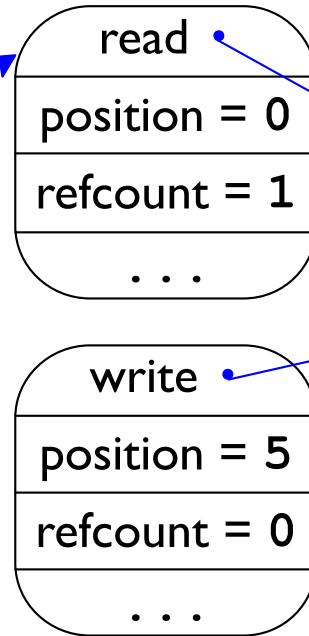 read
position = 0
refcount = 1
. . .
write
position = 5
refcount = 0
. . .